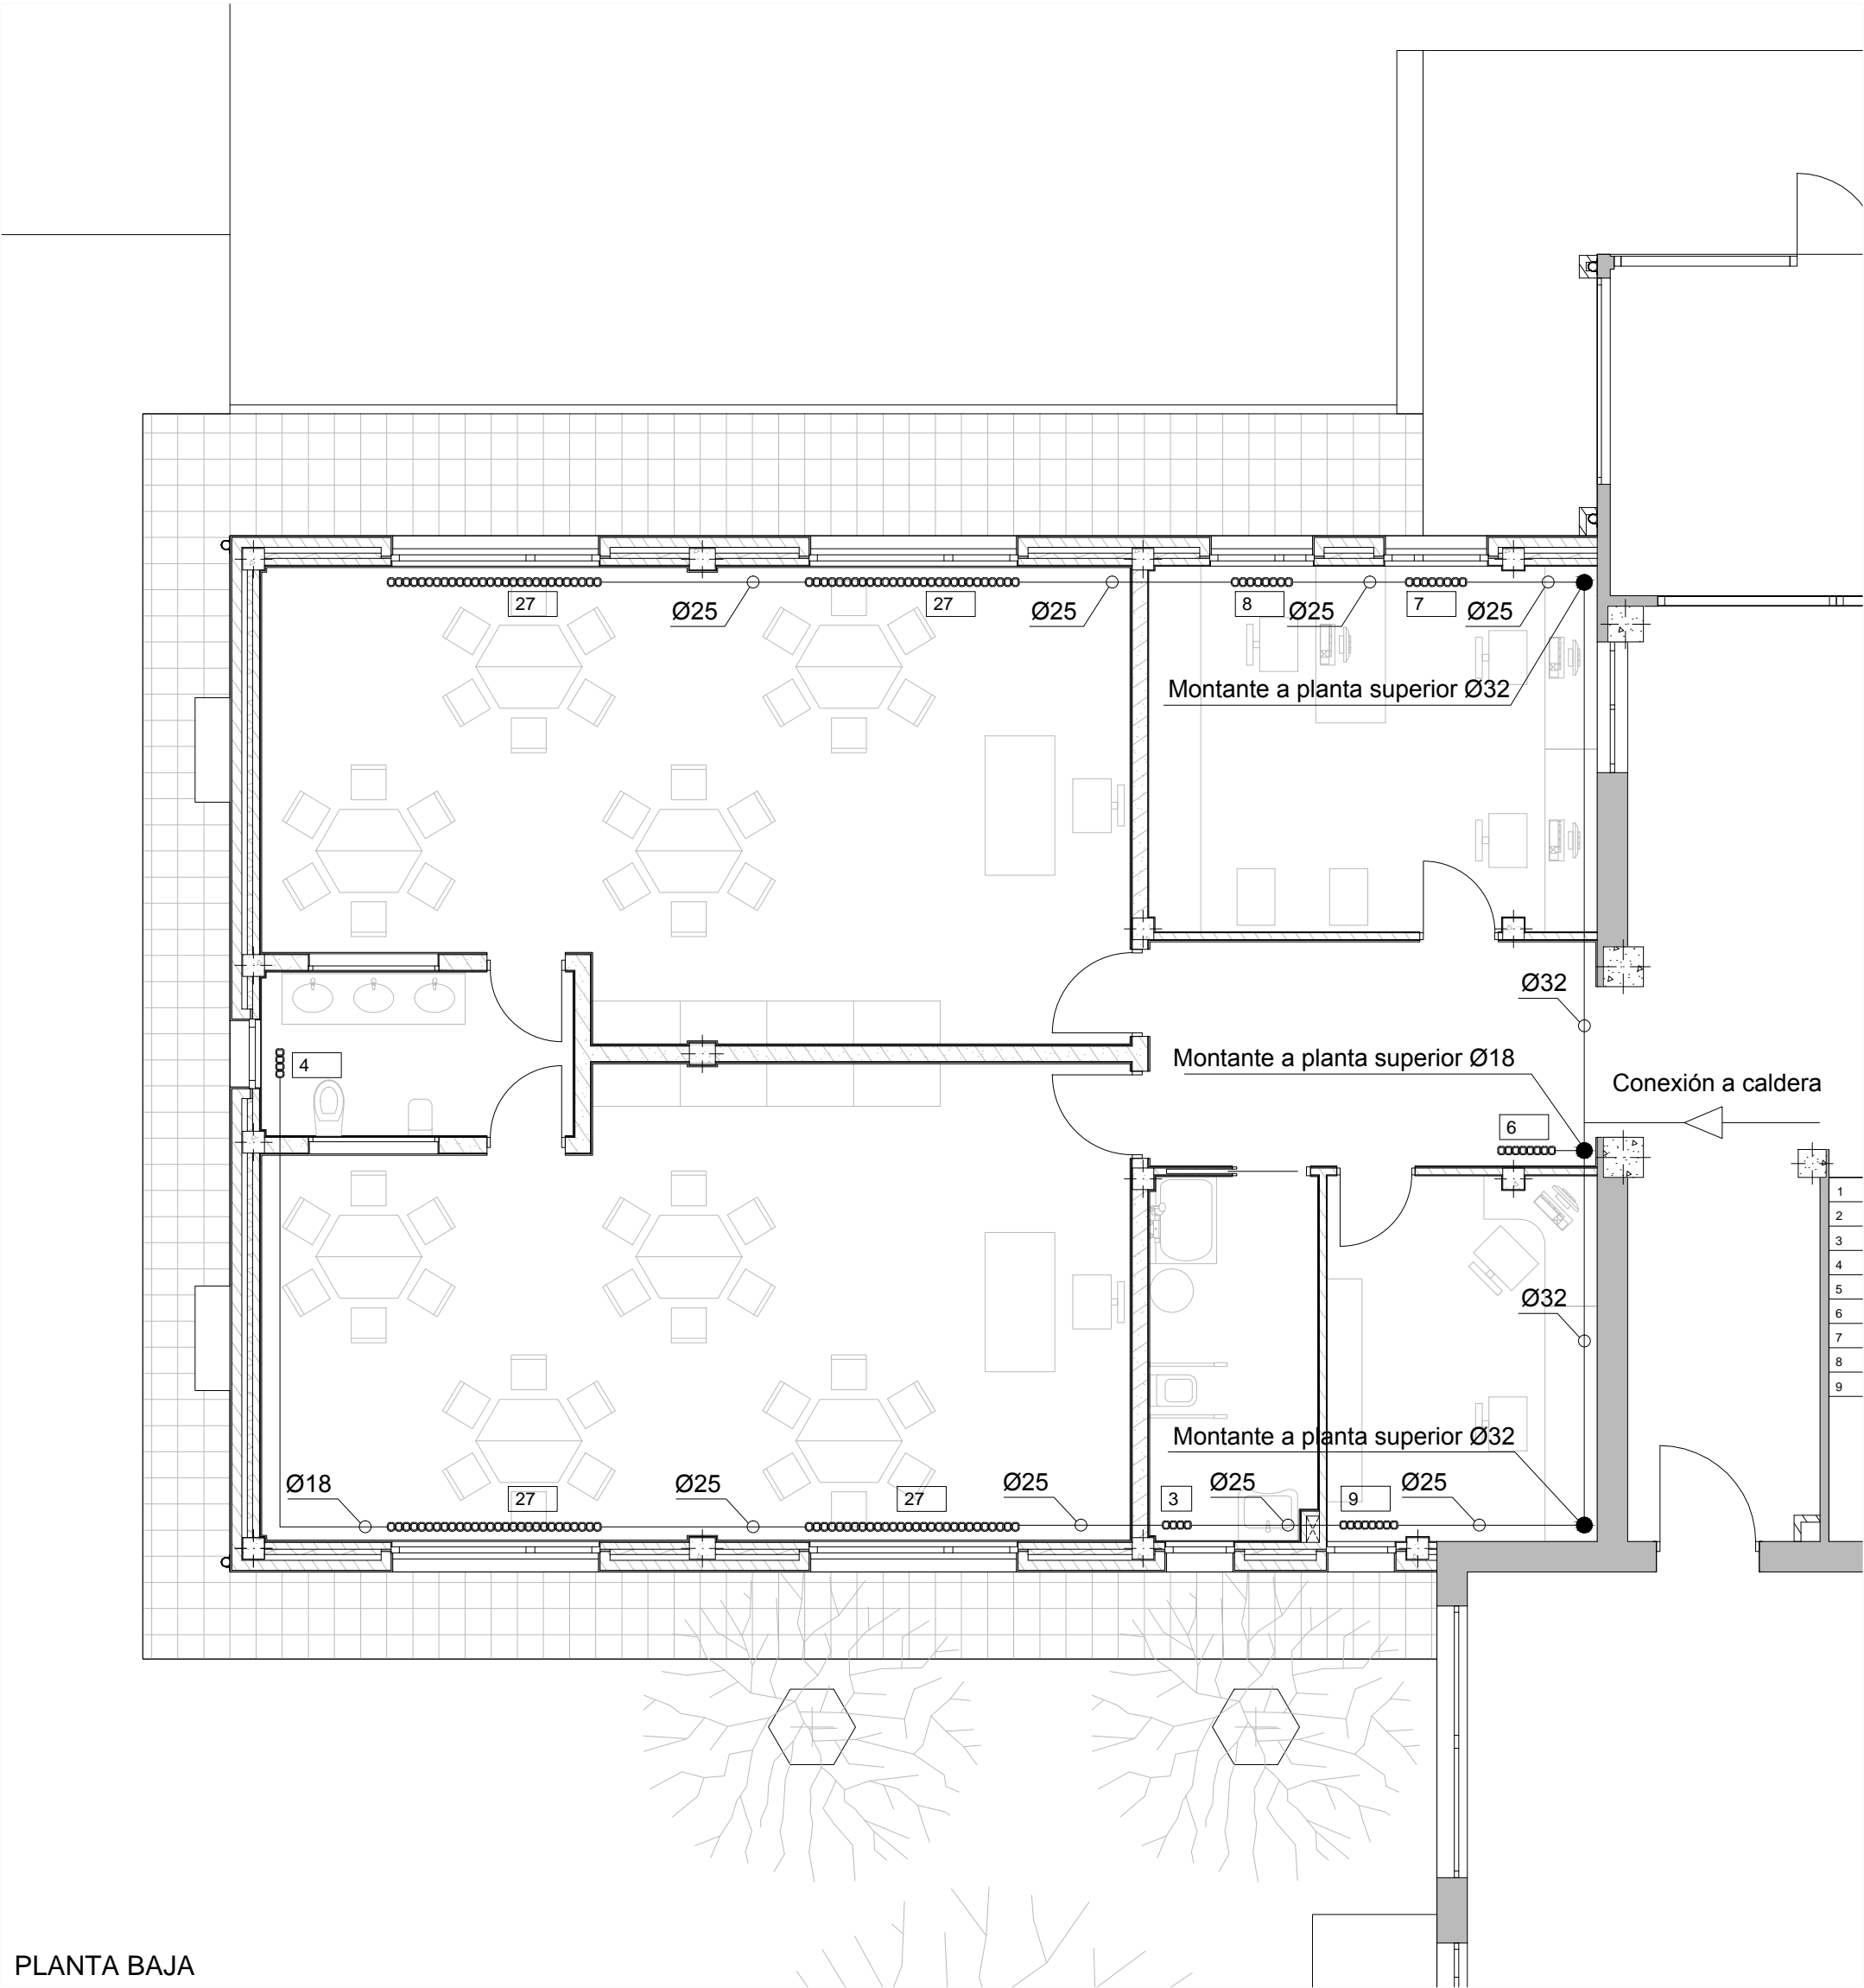 27
Ø25
27
Ø25
8
Ø25
7
Ø25
Montante a planta superior Ø32
Ø32
Montante a planta superior Ø18
4
Conexión a caldera
6
1
2
3
4
5
6
7
8
9
Ø32
Montante a planta superior Ø32
Ø18
27
Ø25
27
Ø25
3
Ø25
9
Ø25
PLANTA BAJA